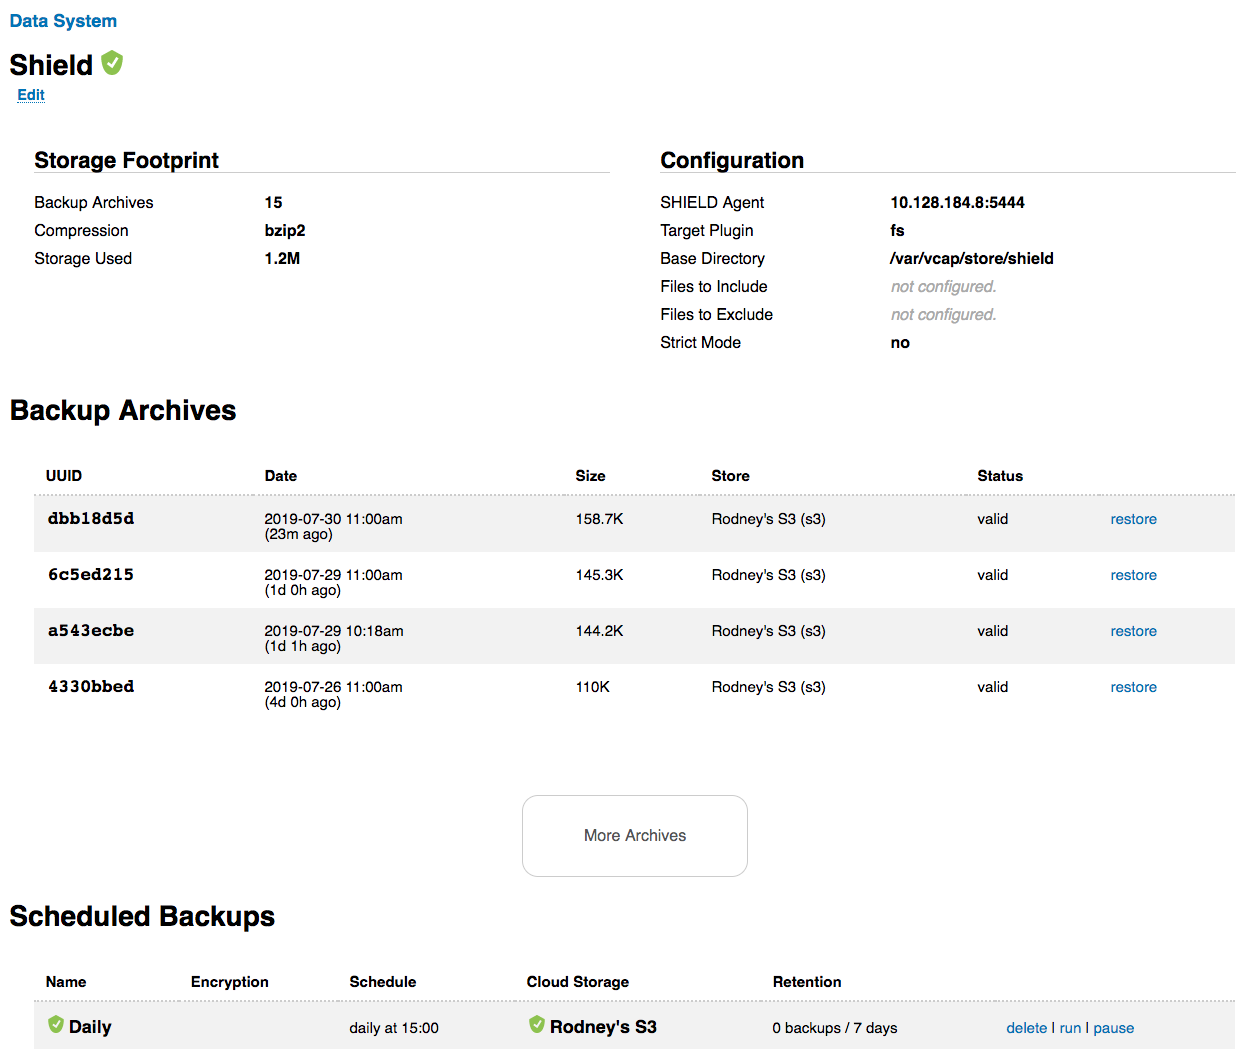 Data System
Shield
Edit
Storage Footprint
Backup Archives 15
Compression bzip2
Storage Used 1.2M
Configuration
SHIELD Agent 10.128.184.8:5444
Target Plugin fs
Base Directory /var/vcap/store/shield
Files to Include not configured.
Files to Exclude not configured.
Strict Mode no
Backup Archives
UUID Date Size Store Status
dbb18d5d 2019-07-30 11:00am 158.7K Rodney's S3 (s3) valid restore
(23m ago)
6c5ed215 2019-07-29 11:00am 145.3K Rodney's S3 (s3) valid restore
(1d 0h ago)
a543ecbe 2019-07-29 10:18am 144.2K Rodney's S3 (s3) valid restore
(1d 1h ago)
4330bbed 2019-07-26 11:00am 110K Rodney's S3 (s3) valid restore
(4d 0h ago)
More Archives
Scheduled Backups
Name Encryption Schedule Cloud Storage Retention
Daily daily at 15:00 Rodney's S3 0 backups / 7 days delete | run | pause